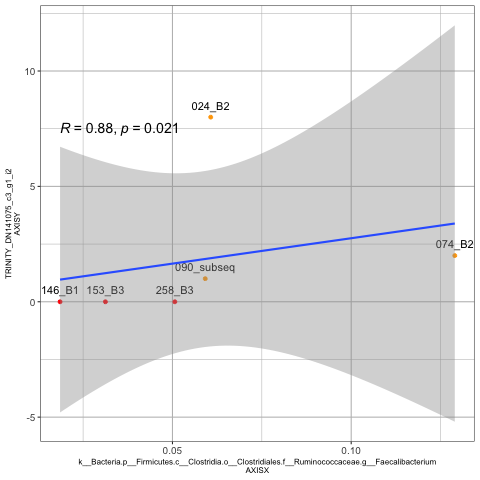 024_B2
R = 0.88, p = 0.021
074_B2
090_subseq
146_B1 153_B3 258_B3
10
5
0
-5
0.05 0.10
TRINITY_DN141075_c3_g1_i2
AXISY
k__Bacteria.p__Firmicutes.c__Clostridia.o__Clostridiales.f__Ruminococcaceae.g__Faecalibacterium
AXISX